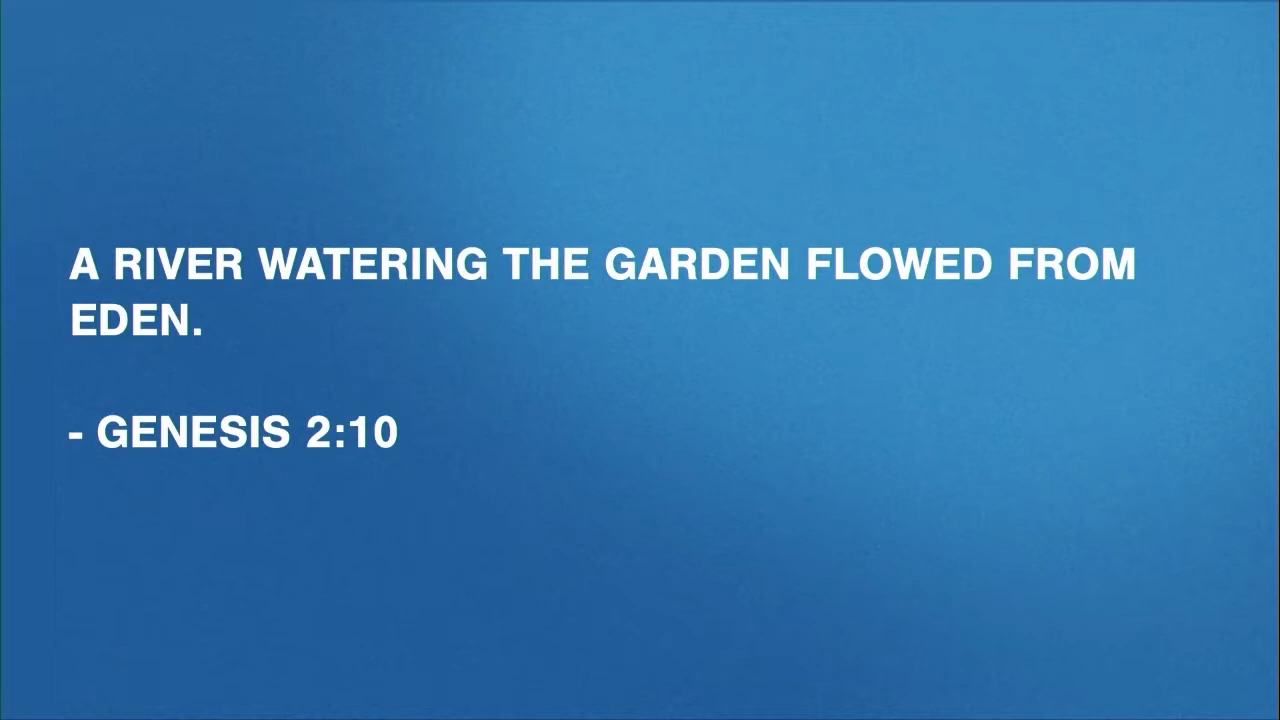 A RIVER WATERING THE GARDEN FLOWED FROM
EDEN.
- GENESIS 2:10